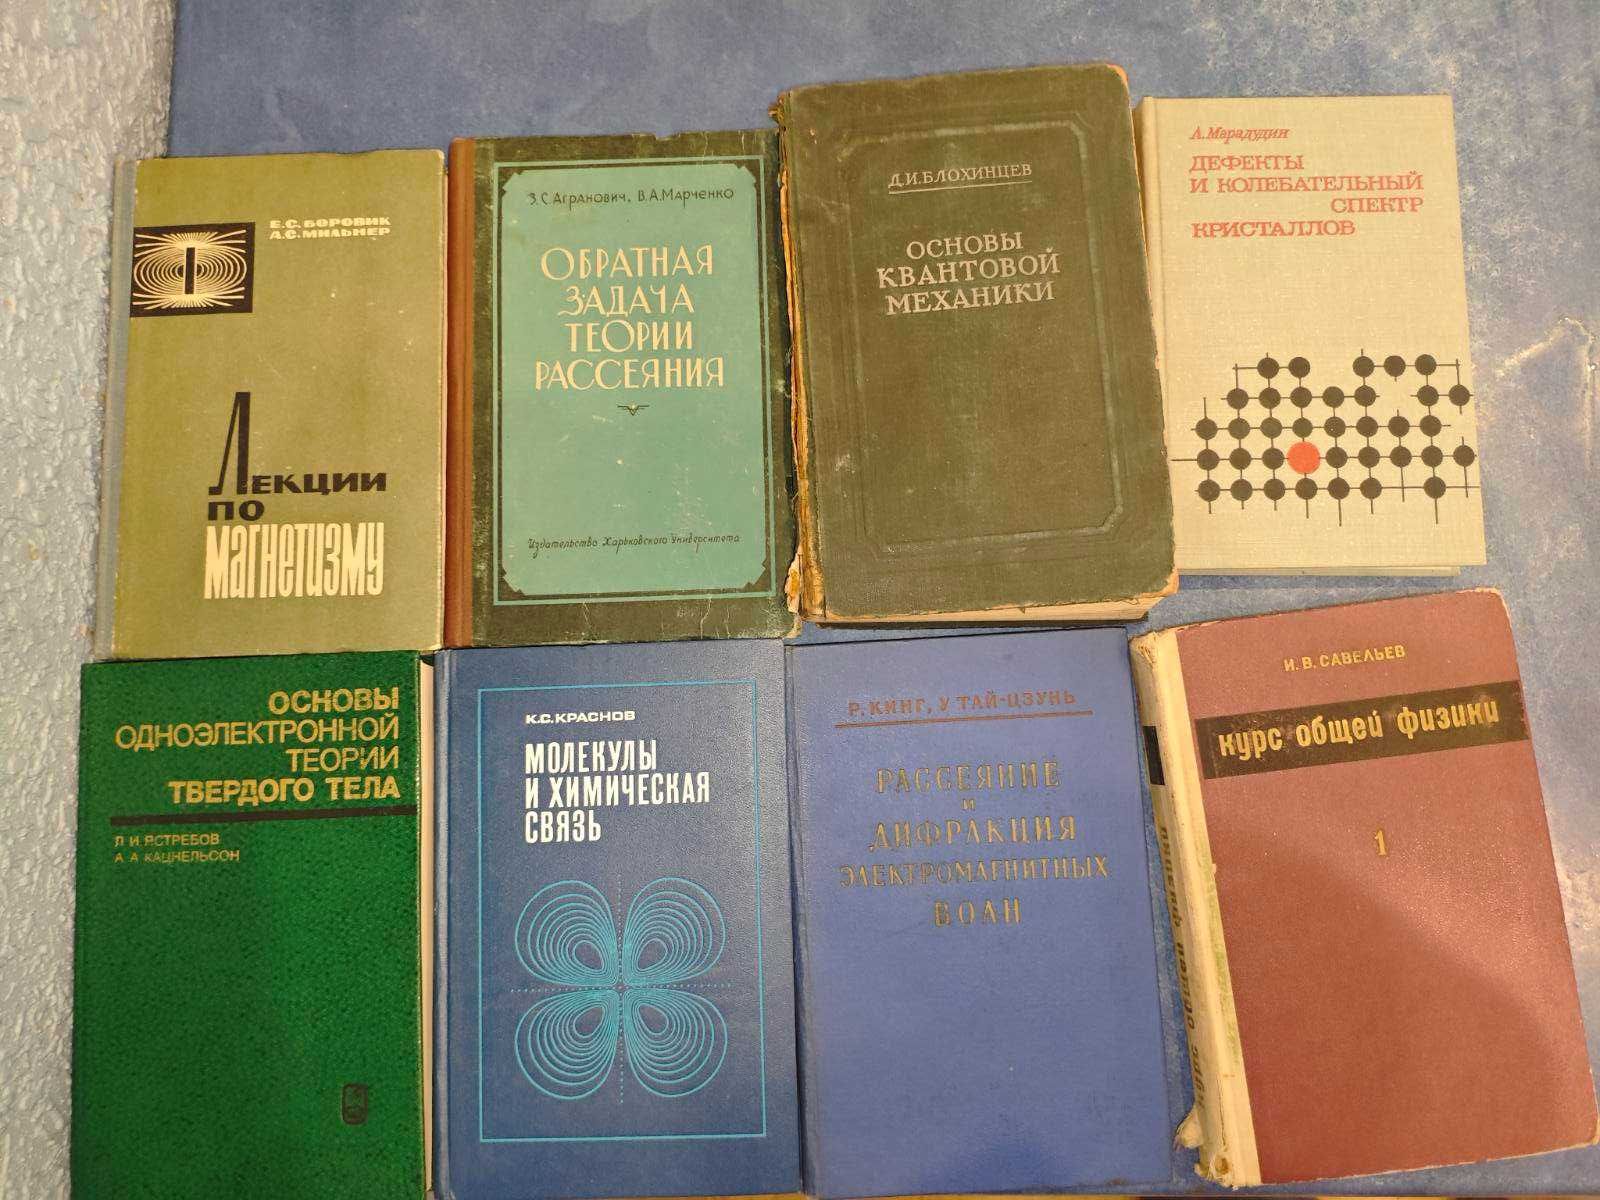 Е.С. БОРОВИК
А.С. МИЛЬНЕР
ЛЕКЦИИ
ПО
МАГНЕТИЗМУ
З.С. Агранович, В.А. Марченко
ОБРАТНАЯ
ЗАДАЧА
ТЕОРИИ
РАССЕЯНИЯ
Издательство Харьковского Университета
Д.И.БЛОХИНЦЕВ
ОСНОВЫ
КВАНТОВОЙ
МЕХАНИКИ
А. Марадудин
ДЕФЕКТЫ
И КОЛЕБАТЕЛЬНЫЙ
СПЕКТР
КРИСТАЛЛОВ
ОСНОВЫ
ОДНОЭЛЕКТРОННОЙ
ТЕОРИИ
ТВЕРДОГО ТЕЛА
Л И ЯСТРЕБОВ
А А КАЦНЕЛЬСОН
К.С.КРАСНОВ
МОЛЕКУЛЫ
И ХИМИЧЕСКАЯ
СВЯЗЬ
Р. КИНГ, У ТАЙ-ЦЗУНЬ
РАССЕЯНИЕ
И
ДИФРАКЦИЯ
ЭЛЕКТРОМАГНИТНЫХ
ВОЛН
И. В. САВЕЛЬЕВ
курс общей физики
1